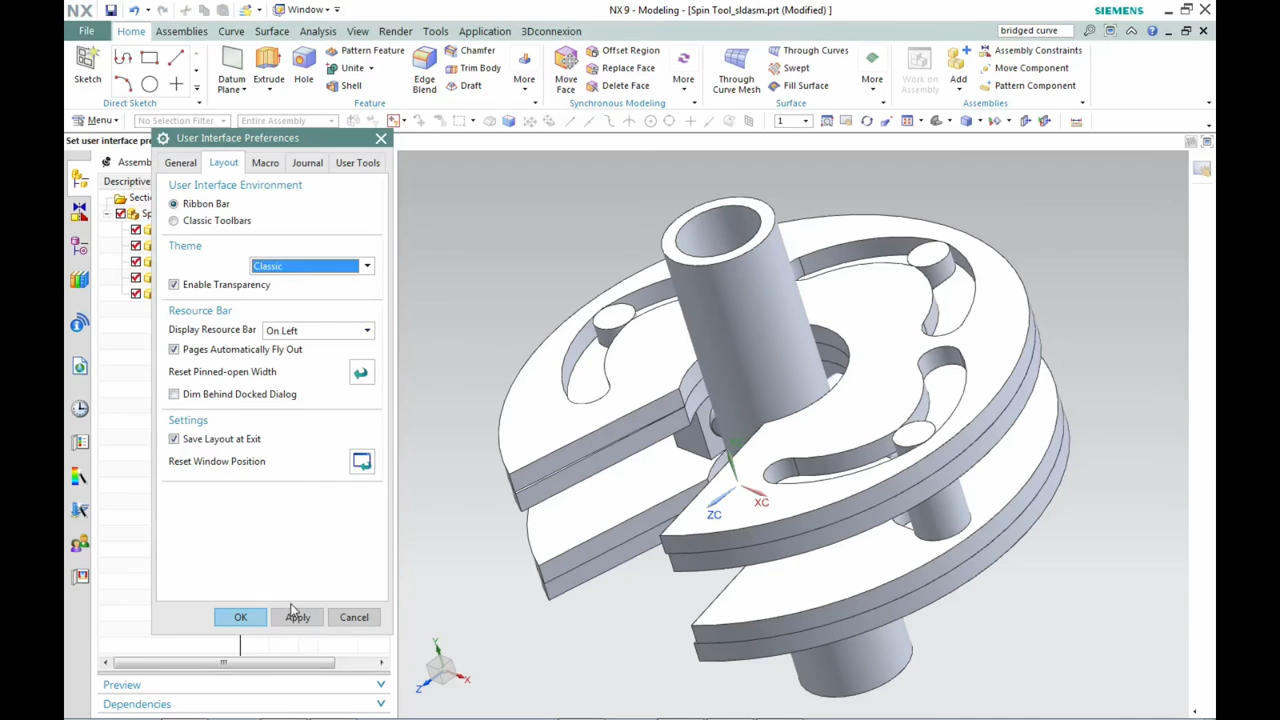 NX Window NX 9 - Modeling - [Spin Tool_sldasm.prt (Modified) ] SIEMENS
File Home Assemblies Curve Surface Analysis View Render Tools Application 3Dconnexion bridged curve
Pattern Feature Chamfer Offset Region Through Curves Assembly Constraints
Unite Trim Body Replace Face Swept Move Component
Sketch Datum Plane Extrude Hole Shell Edge Blend Draft More Move Face Delete Face More Through Curve Mesh Fill Surface More Work on Assembly Add Pattern Component
Direct Sketch Feature Synchronous Modeling Surface Assemblies
Menu No Selection Filter Entire Assembly 1
Set user interface pre
User Interface Preferences
Assemb
General Layout Macro Journal User Tools
Descriptive
User Interface Environment
Secti
Ribbon Bar
Sp
Classic Toolbars
Theme
Classic
Enable Transparency
Resource Bar
Display Resource Bar On Left
Pages Automatically Fly Out
Reset Pinned-open Width
Dim Behind Docked Dialog
Settings
Save Layout at Exit
Reset Window Position
OK Apply Cancel
XC
ZC
Y
X
Z
Preview
Dependencies